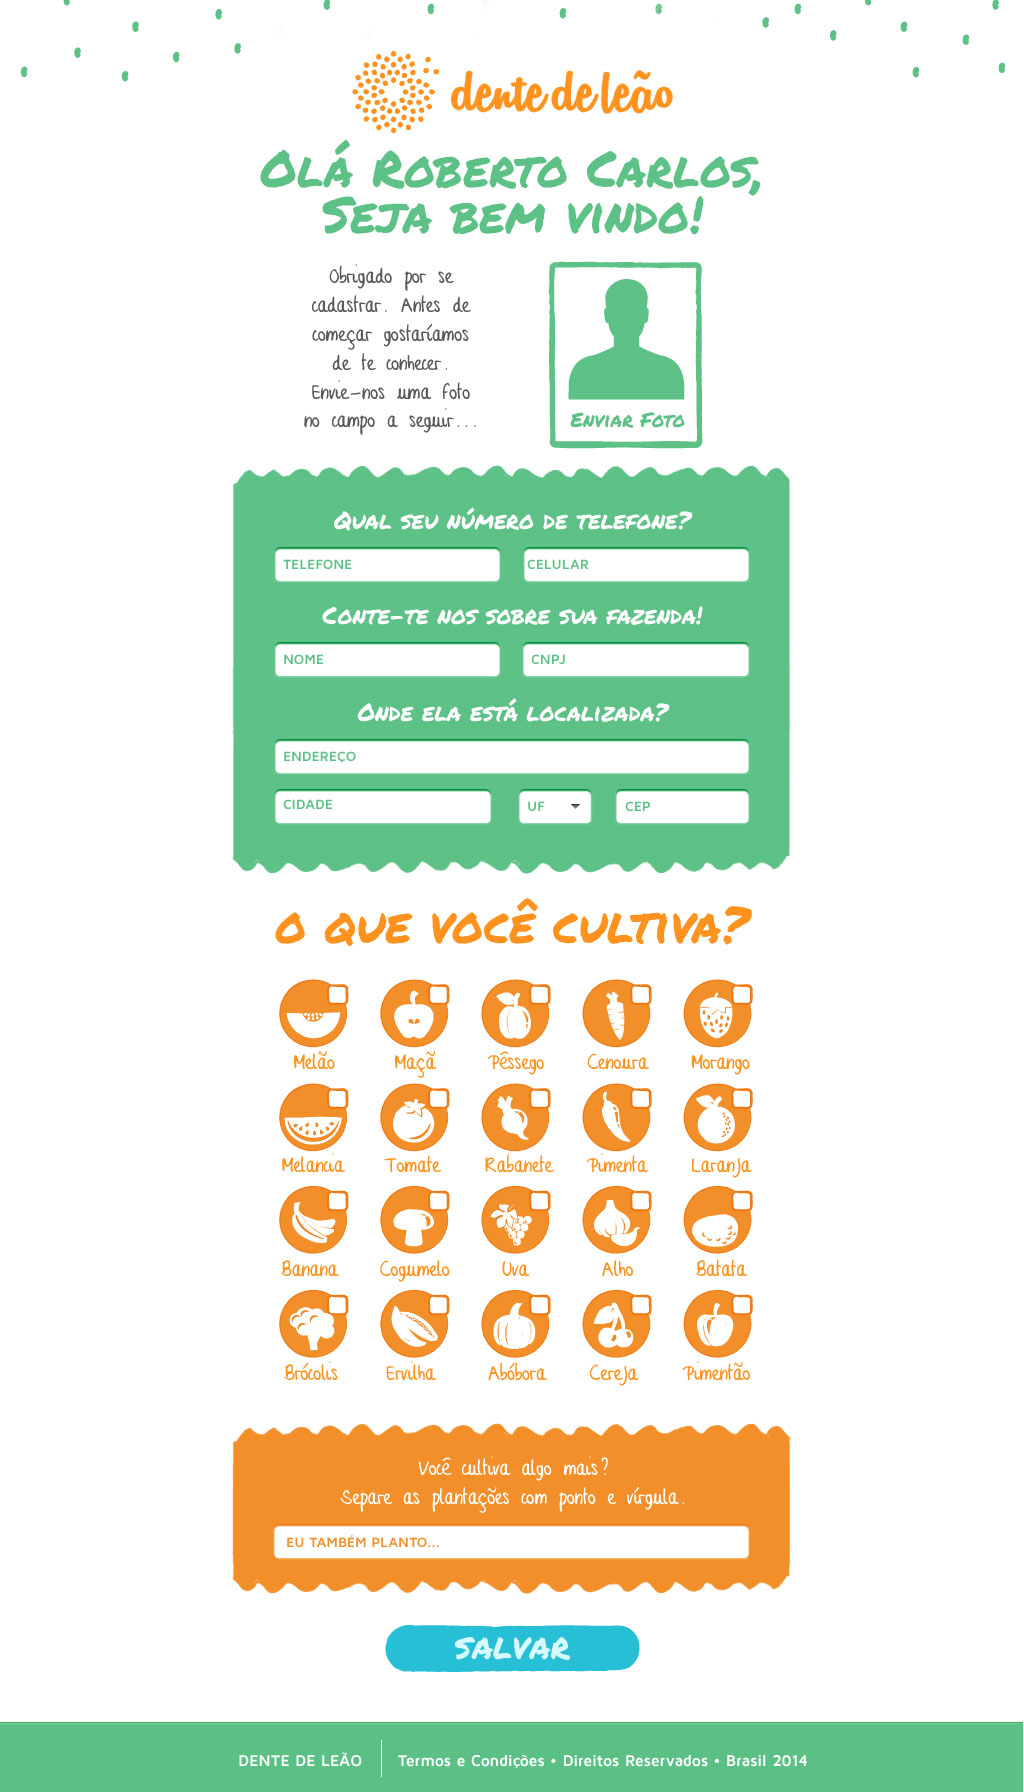 dente de leão
Olá Roberto Carlos,
Seja bem vindo!
Obrigado por se
cadastrar. Antes de
começar gostaríamos
de te conhecer.
Envie-nos uma foto
no campo a seguir...
Enviar Foto
Qual seu número de telefone?
TELEFONE CELULAR
Conte-te nos sobre sua fazenda!
NOME CNPJ
Onde ela está localizada?
ENDEREÇO
CIDADE UF CEP
O que você cultiva?
Melão Maçã Pêssego Cenoura Morango
Melancia Tomate Rabanete Pimenta Laranja
Banana Cogumelo Uva Alho Batata
Brócolis Ervilha Abóbora Cereja Pimentão
Você cultiva algo mais?
Separe as plantações com ponto e vírgula.
EU TAMBÉM PLANTO...
SALVAR
DENTE DE LEÃO Termos e Condições • Direitos Reservados • Brasil 2014